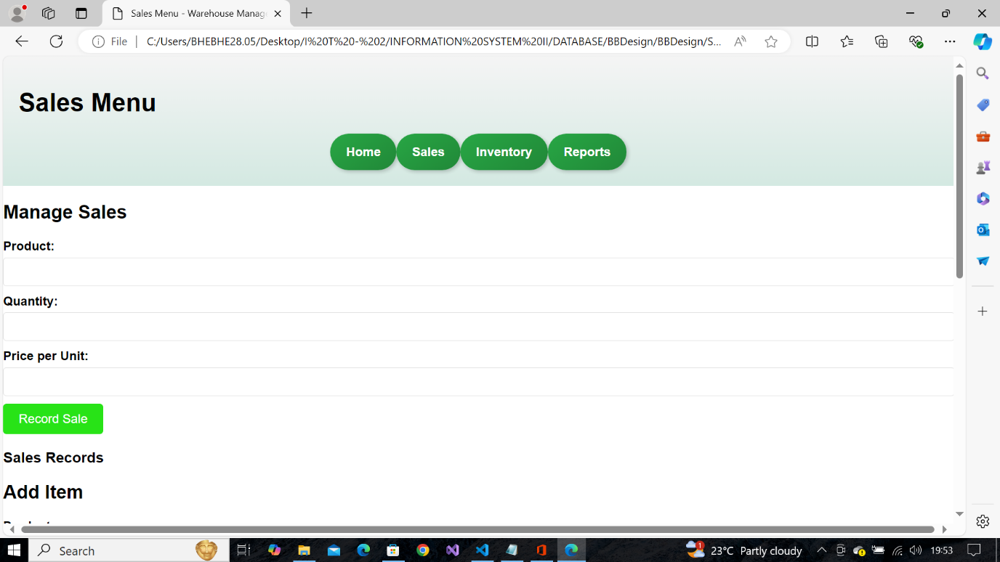 Sales Menu - Warehouse Manag
File
C:/Users/BHEBHE28.05/Desktop/I%20T%20-%202/INFORMATION%20SYSTEM%20II/DATABASE/BBDesign/BBDesign/S...
Sales Menu
Home Sales Inventory Reports
Manage Sales
Product:
Quantity:
Price per Unit:
Record Sale
Sales Records
Add Item
Search
1
23°C Partly cloudy
19:53